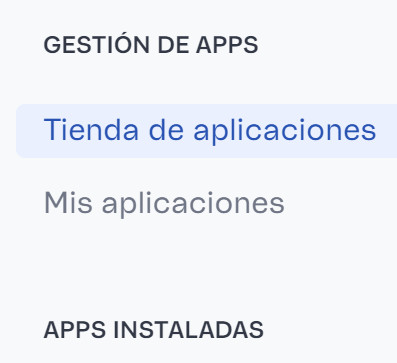 GESTIÓN DE APPS
Tienda de aplicaciones
Mis aplicaciones
APPS INSTALADAS